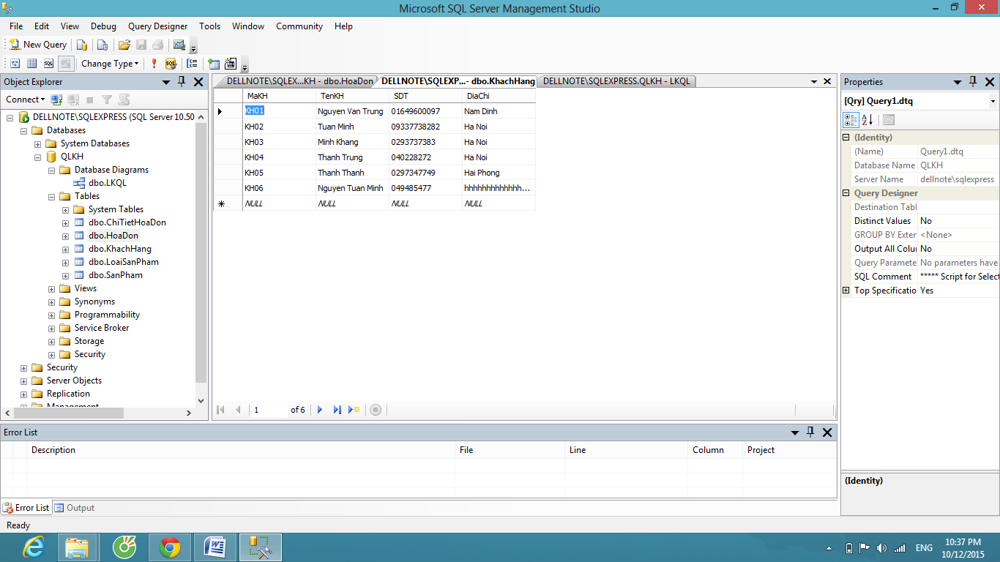 Microsoft SQL Server Management Studio
File Edit View Debug Query Designer Tools Window Community Help
New Query
Change Type
Object Explorer
Connect
DELLNOTE\SQLEXPRESS (SQL Server 10.50
Databases
System Databases
QLKH
Database Diagrams
dbo.LKQL
Tables
System Tables
dbo.ChiTietHoaDon
dbo.HoaDon
dbo.KhachHang
dbo.LoaiSanPham
dbo.SanPham
Views
Synonyms
Programmability
Service Broker
Storage
Security
Security
Server Objects
Replication
Management
DELLNOTE\SQLEX...KH - dbo.HoaDon DELLNOTE\SQLEXP...- dbo.KhachHang DELLNOTE\SQLEXPRESS.QLKH - LKQL
MaKH TenKH SDT DiaChi
KH01 Nguyen Van Trung 01649600097 Nam Dinh
KH02 Tuan Minh 09337738282 Ha Noi
KH03 Minh Khang 0293737383 Ha Noi
KH04 Thanh Trung 040228272 Ha Noi
KH05 Thanh Thanh 0297347749 Hai Phong
KH06 Nguyen Tuan Minh 049485477 hhhhhhhhhhhhh...
NULL NULL NULL NULL
1 of 6
Properties
[Qry] Query1.dtq
(Identity)
(Name) Query1.dtq
Database Name QLKH
Server Name dellnote\sqlexpress
Query Designer
Destination Tabl
Distinct Values No
GROUP BY Exter <None>
Output All Colu No
Query Paramete No parameters have
SQL Comment ***** Script for Select
Top Specificatio Yes
(Identity)
Error List
Description File Line Column Project
Error List Output
Ready
SQL
SQL
ENG
10:37 PM
10/12/2015